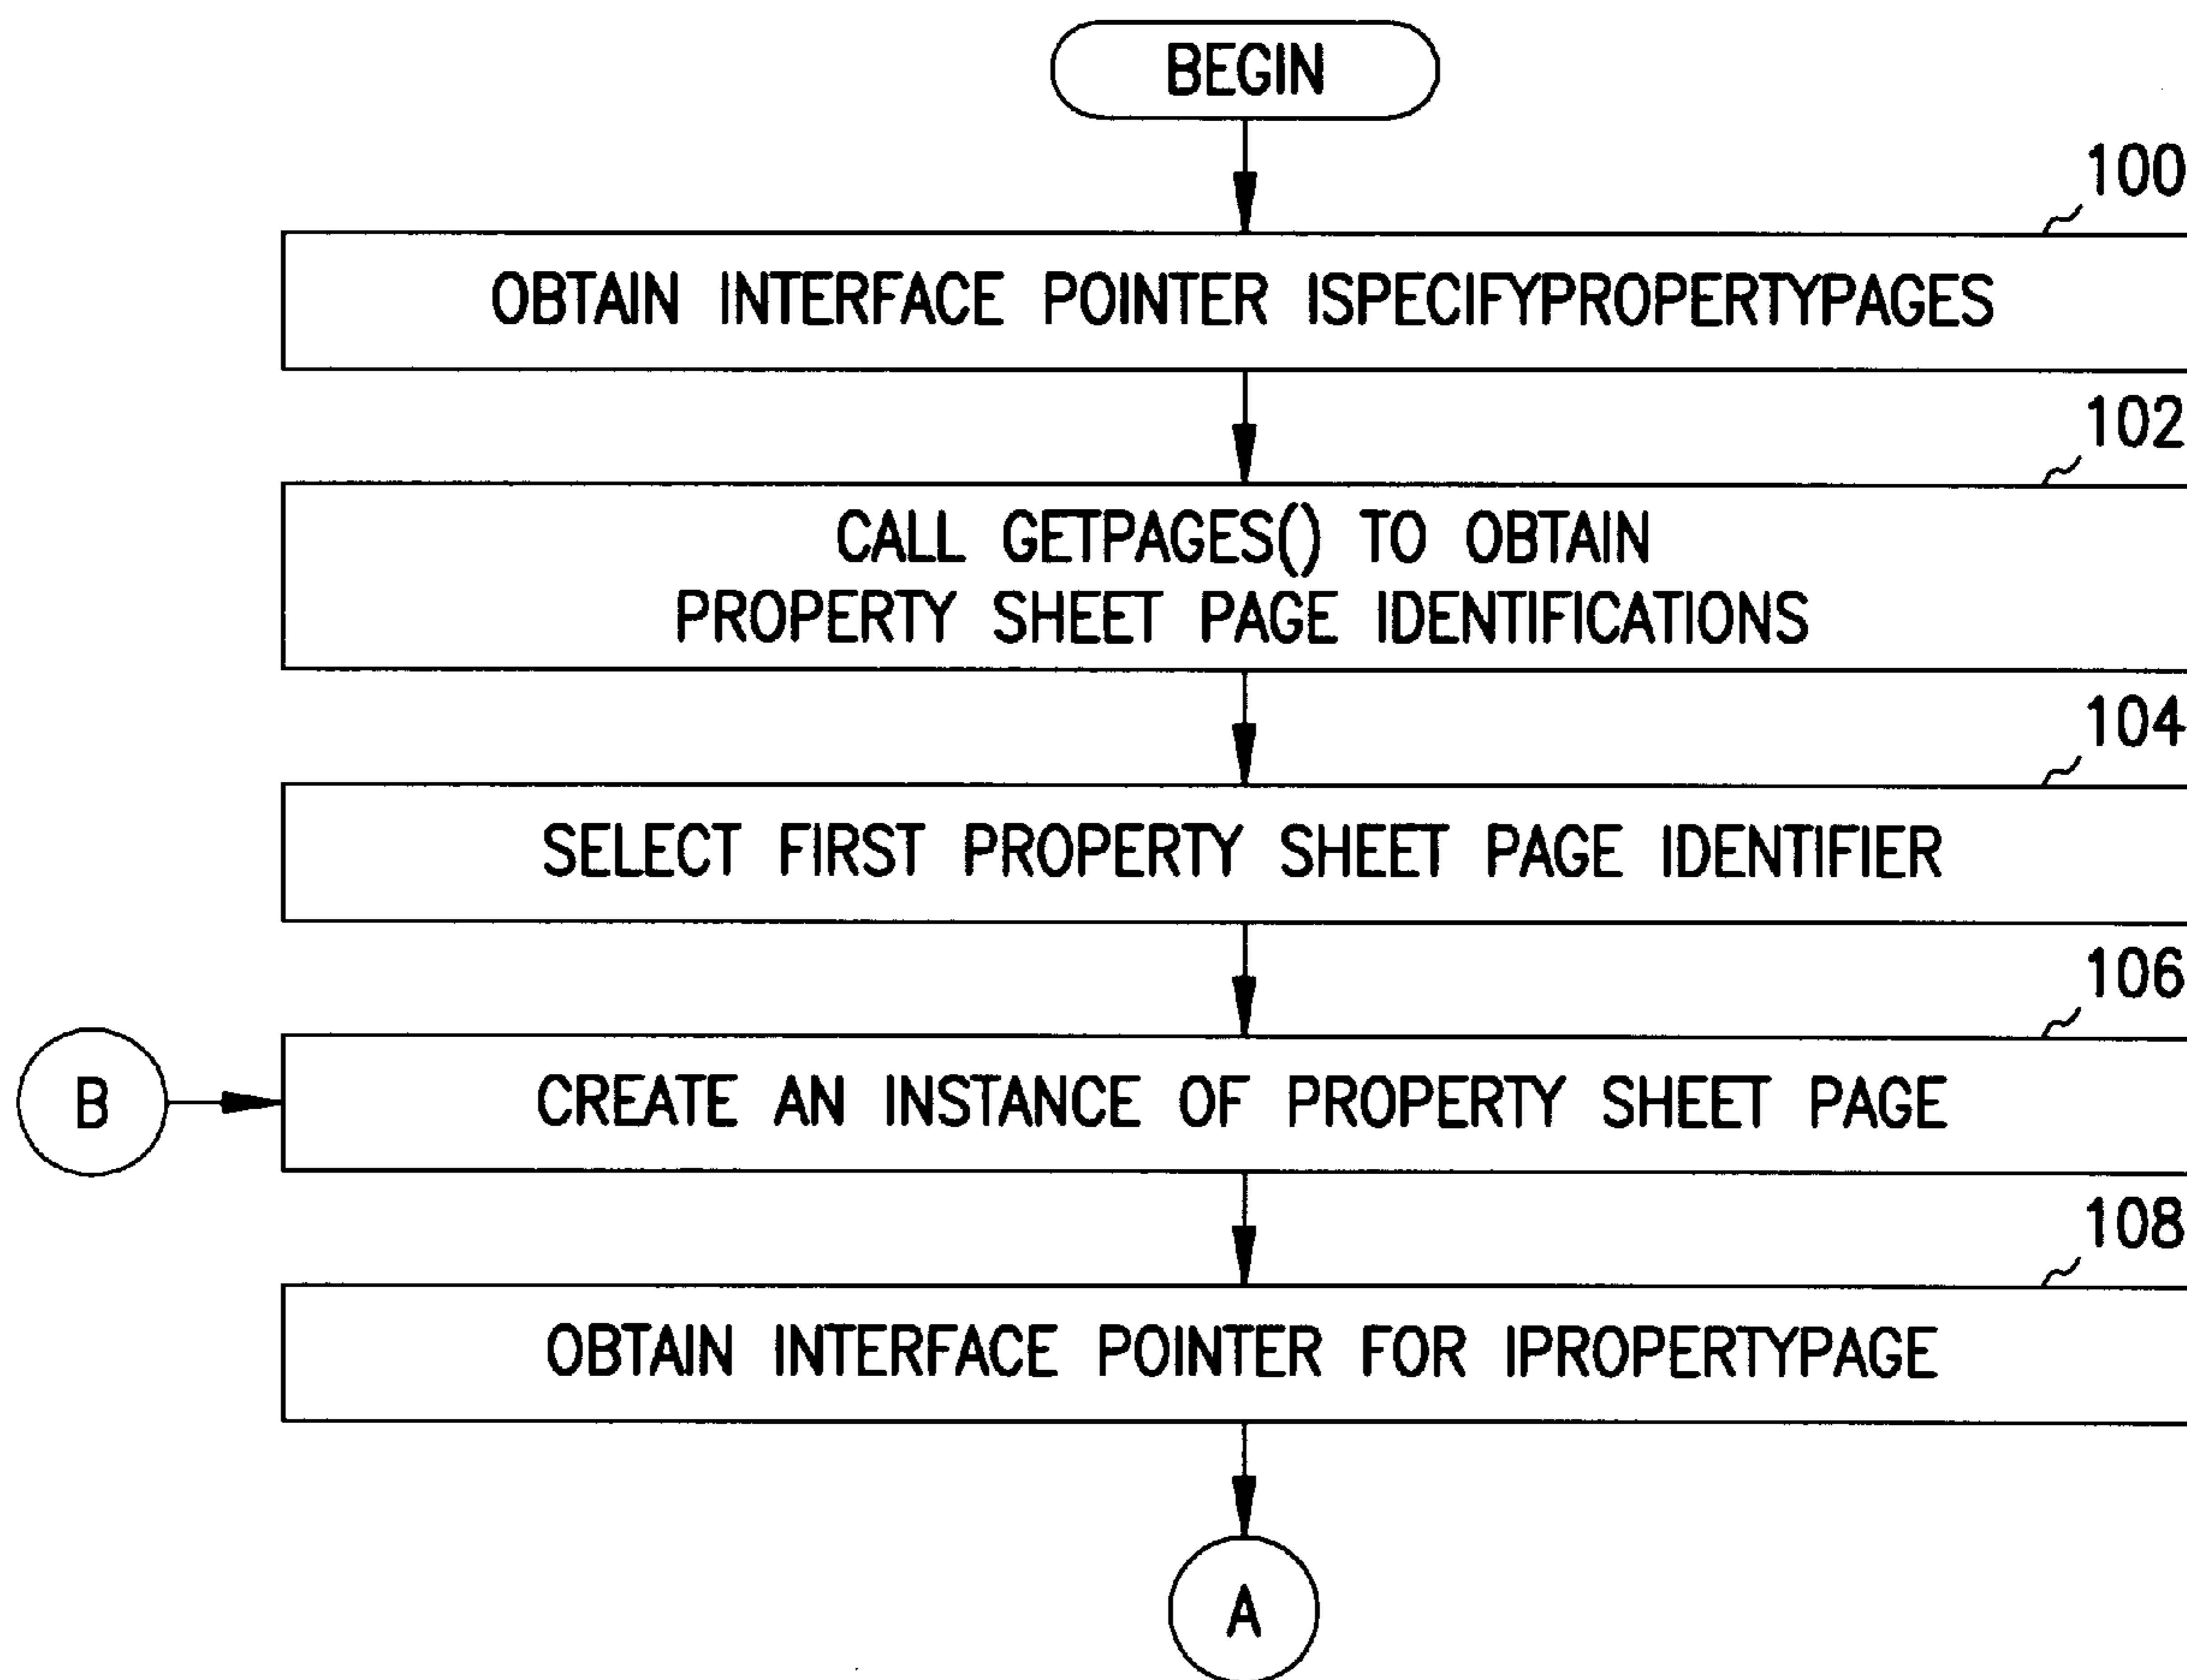 BEGIN
100
OBTAIN INTERFACE POINTER ISPECIFYPROPERTYPAGES
102
CALL GETPAGES() TO OBTAIN
PROPERTY SHEET PAGE IDENTIFICATIONS
104
SELECT FIRST PROPERTY SHEET PAGE IDENTIFIER
106
B
CREATE AN INSTANCE OF PROPERTY SHEET PAGE
108
OBTAIN INTERFACE POINTER FOR IPROPERTYPAGE
A